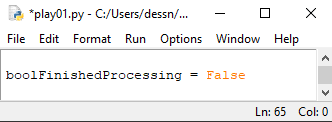 *play01.py - C:/Users/dessn/...
File Edit Format Run Options Window Help
boolFinishedProcessing = False
Ln: 65 Col: 0